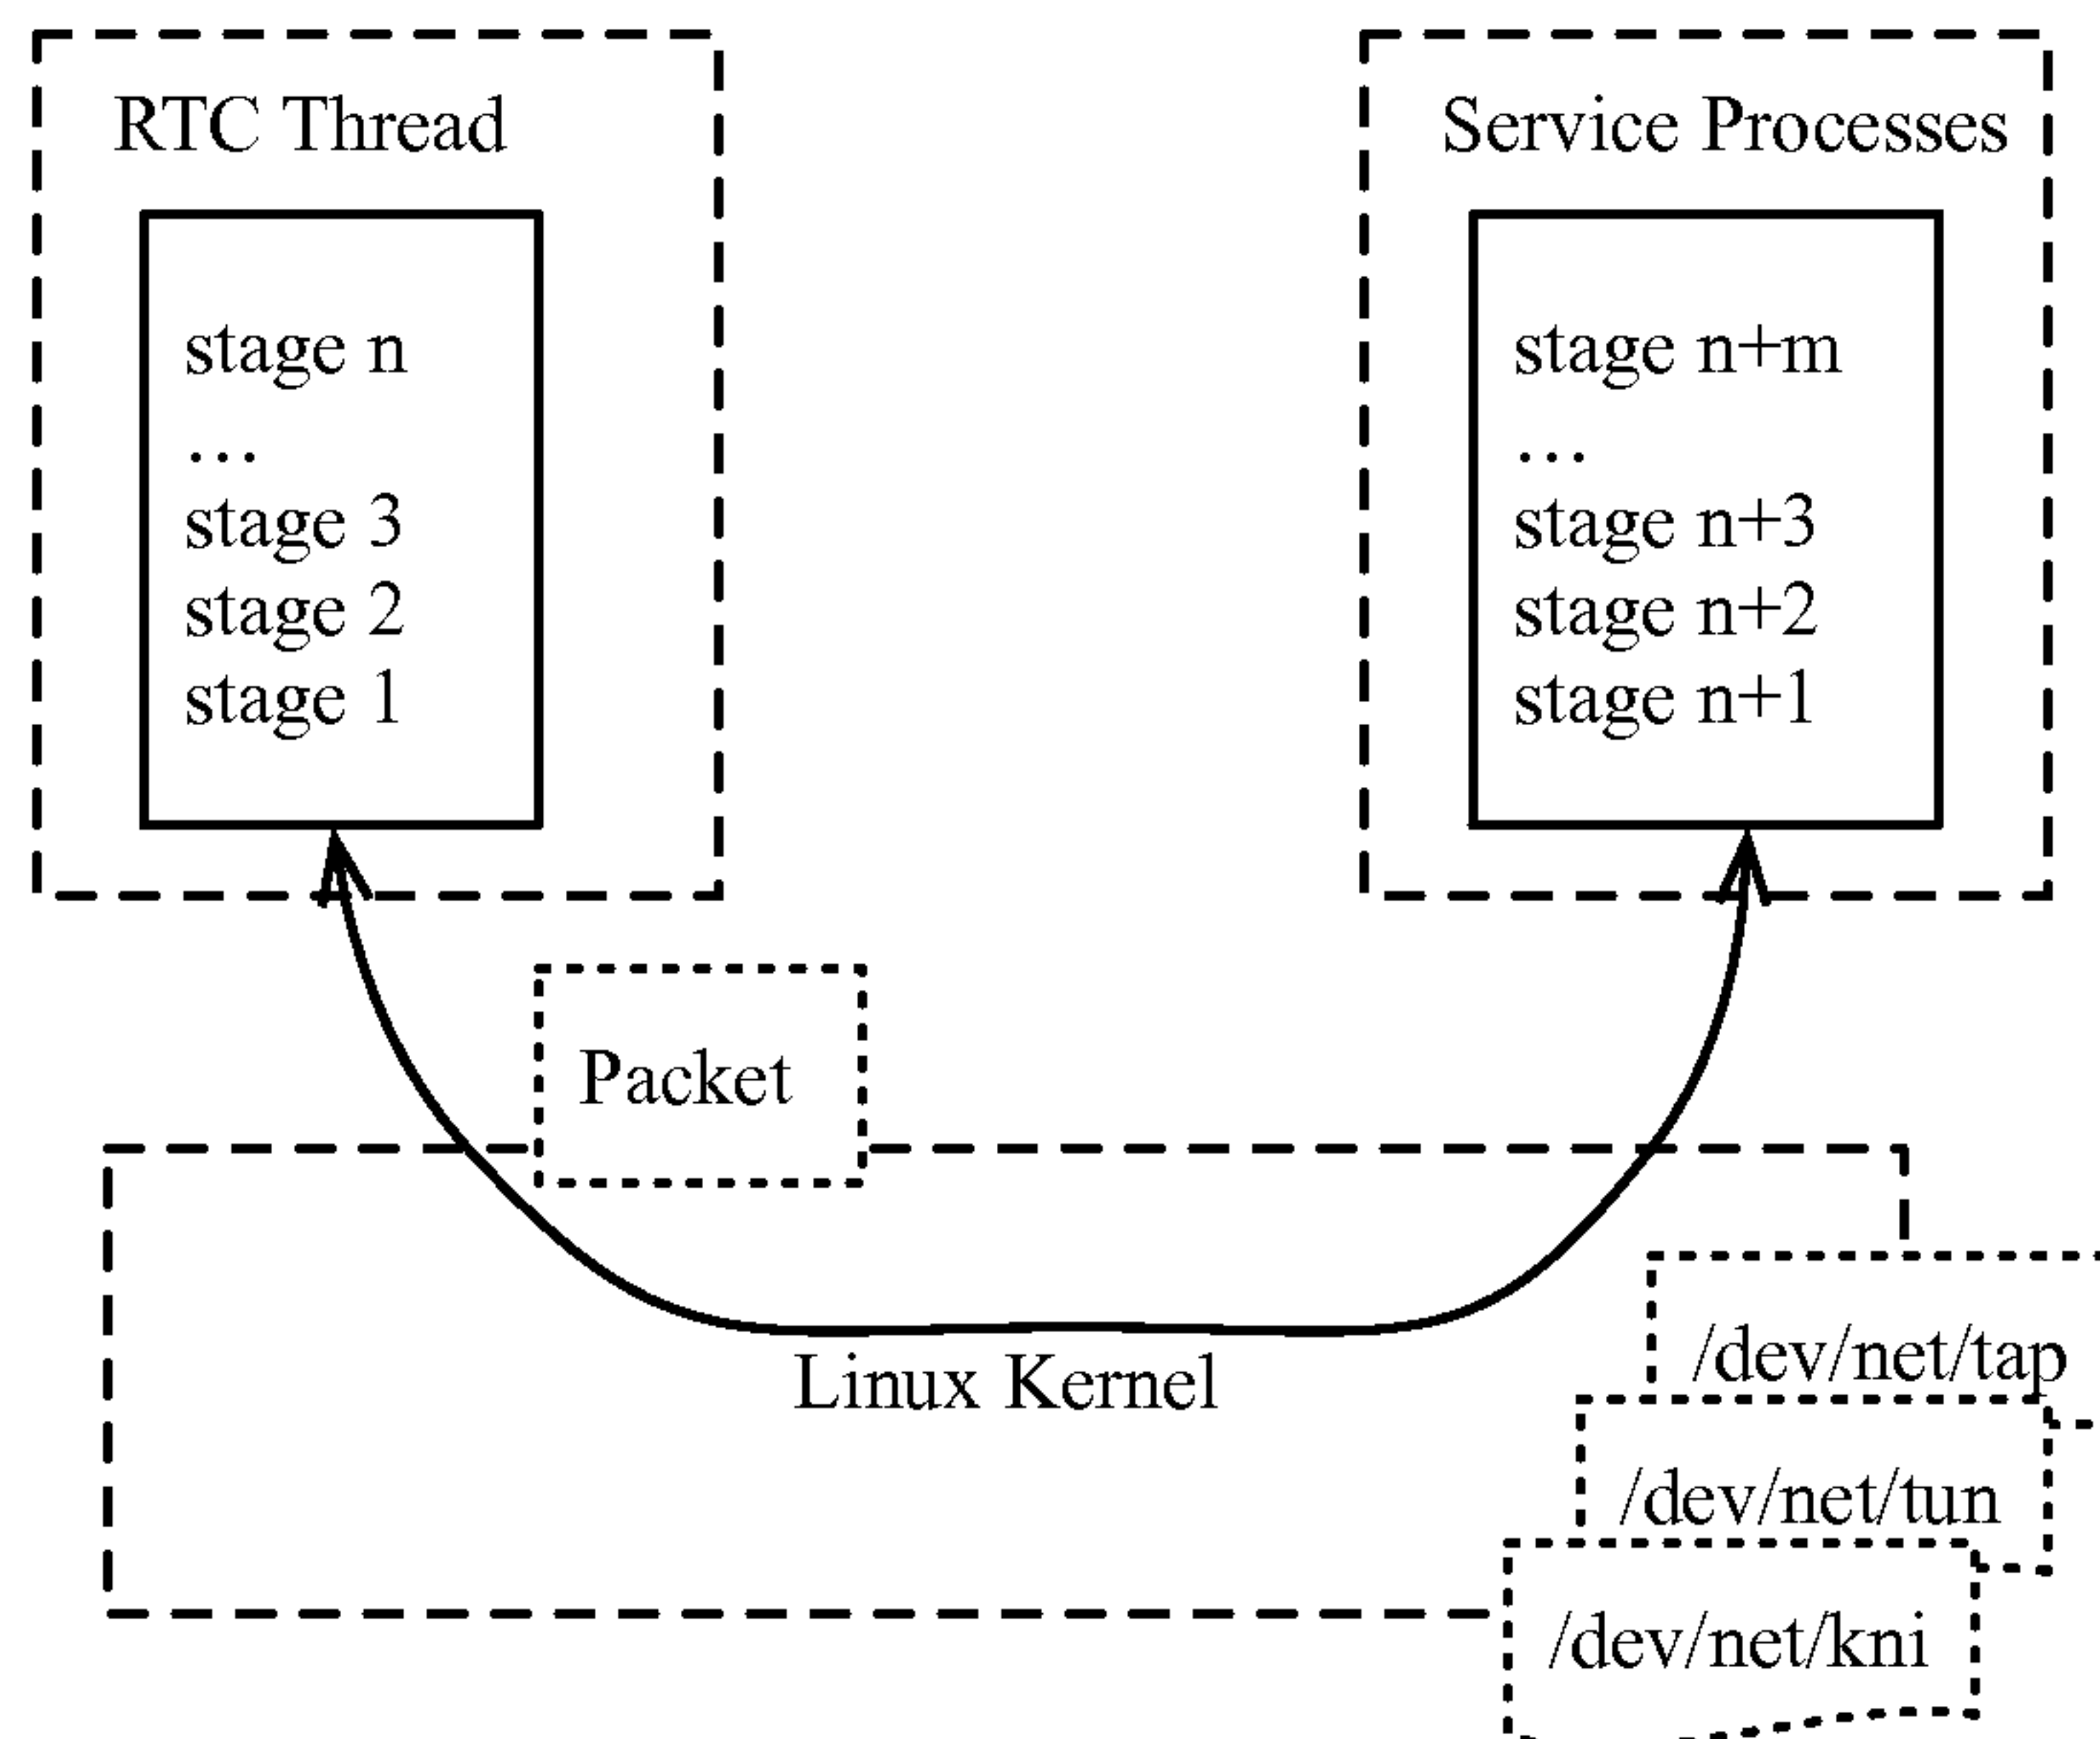 RTC Thread
stage n
...
stage 3
stage 2
stage 1
Service Processes
stage n+m
...
stage n+3
stage n+2
stage n+1
Packet
Linux Kernel
/dev/net/tap
/dev/net/tun
/dev/net/kni